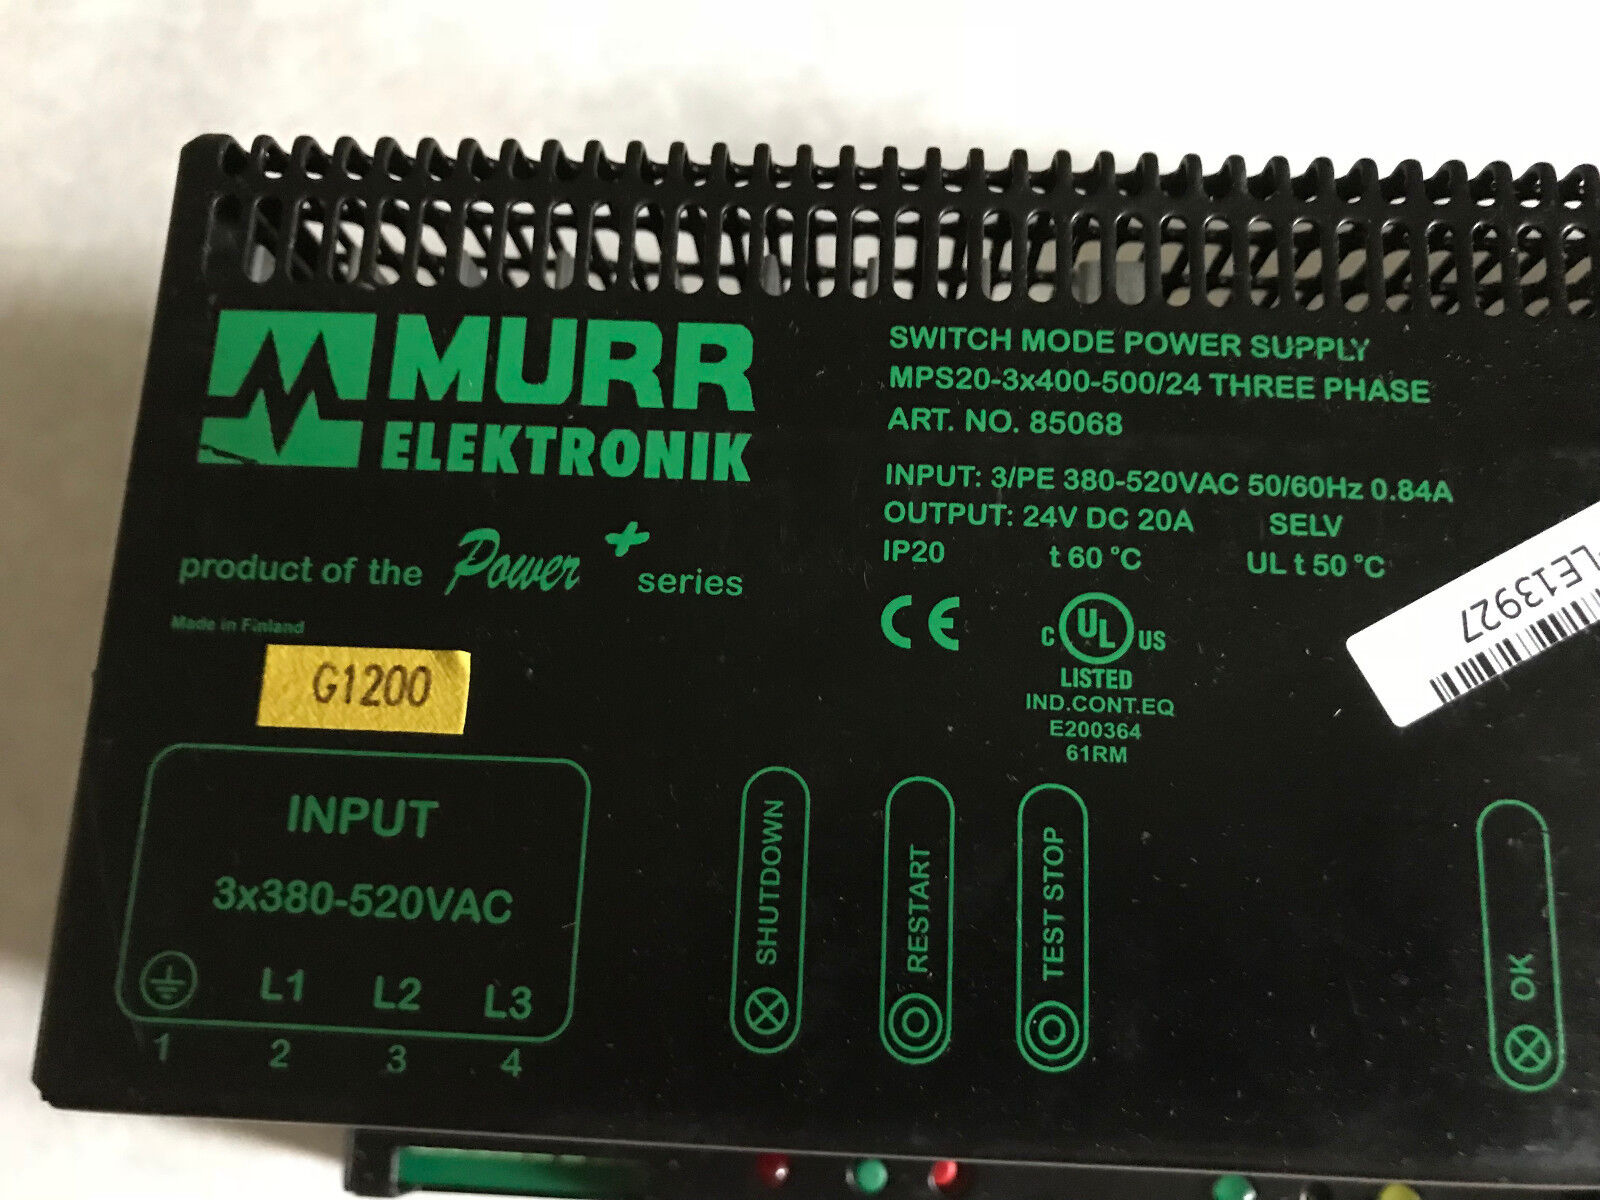 MURR
ELEKTRONIK
product of the Power + series
Made in Finland
G1200
SWITCH MODE POWER SUPPLY
MPS20-3x400-500/24 THREE PHASE
ART. NO. 85068
INPUT: 3/PE 380-520VAC 50/60Hz 0.84A
OUTPUT: 24V DC 20A SELV
IP20 t 60 °C UL t 50 °C
CE
C UL US
LISTED
IND.CONT.EQ
E200364
61RM
LE13927
INPUT
3x380-520VAC
L1 L2 L3
1 2 3 4
SHUTDOWN
RESTART
TEST STOP
OK